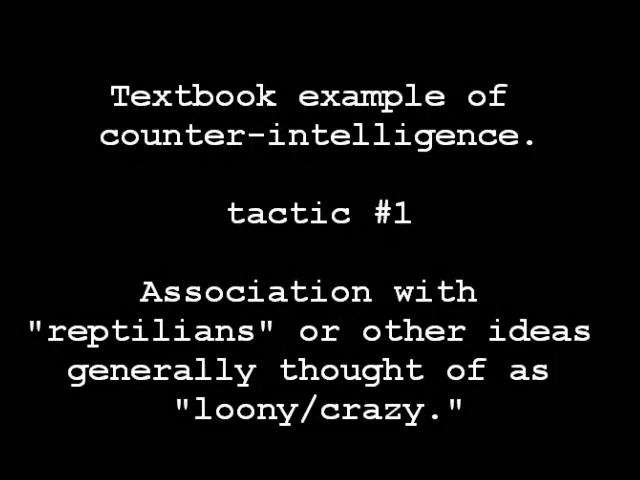 Textbook example of
counter-intelligence.
tactic #1
Association with
"reptilians" or other ideas
generally thought of as
"loony/crazy."